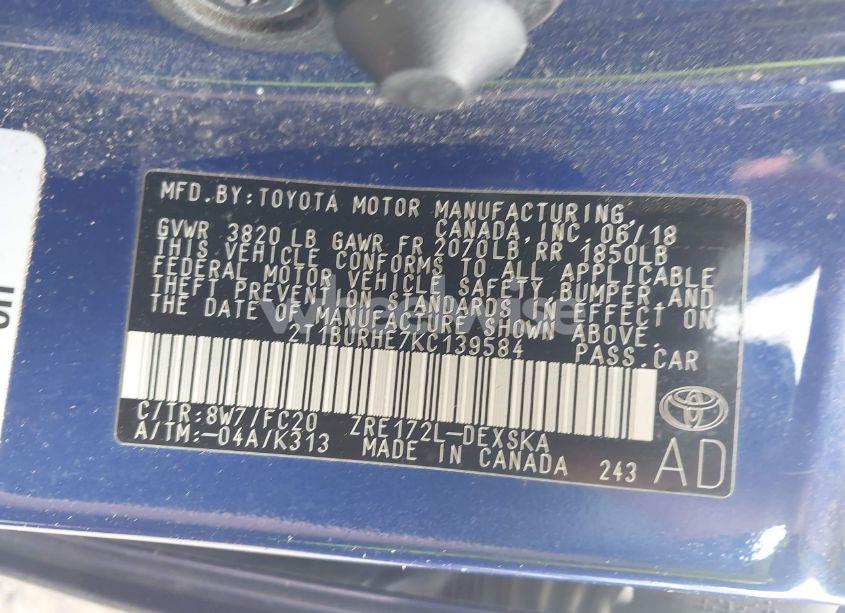 MFD.BY:TOYOTA MOTOR MANUFACTURING,
CANADA,INC. 06/18
GVWR 3820 LB GAWR FR 2070LB RR 1850LB
THIS VEHICLE CONFORMS TO ALL APPLICABLE
FEDERAL MOTOR VEHICLE SAFETY,BUMPER,AND
THEFT PREVENTION STANDARDS IN EFFECT ON
THE DATE OF MANUFACTURE SHOWN ABOVE.
2T1BURHE7KC139584 PASS.CAR
C/TR:8W7/FC20 ZRE172L-DEXSKA
A/TM:-04A/K313 MADE IN CANADA 243 AD